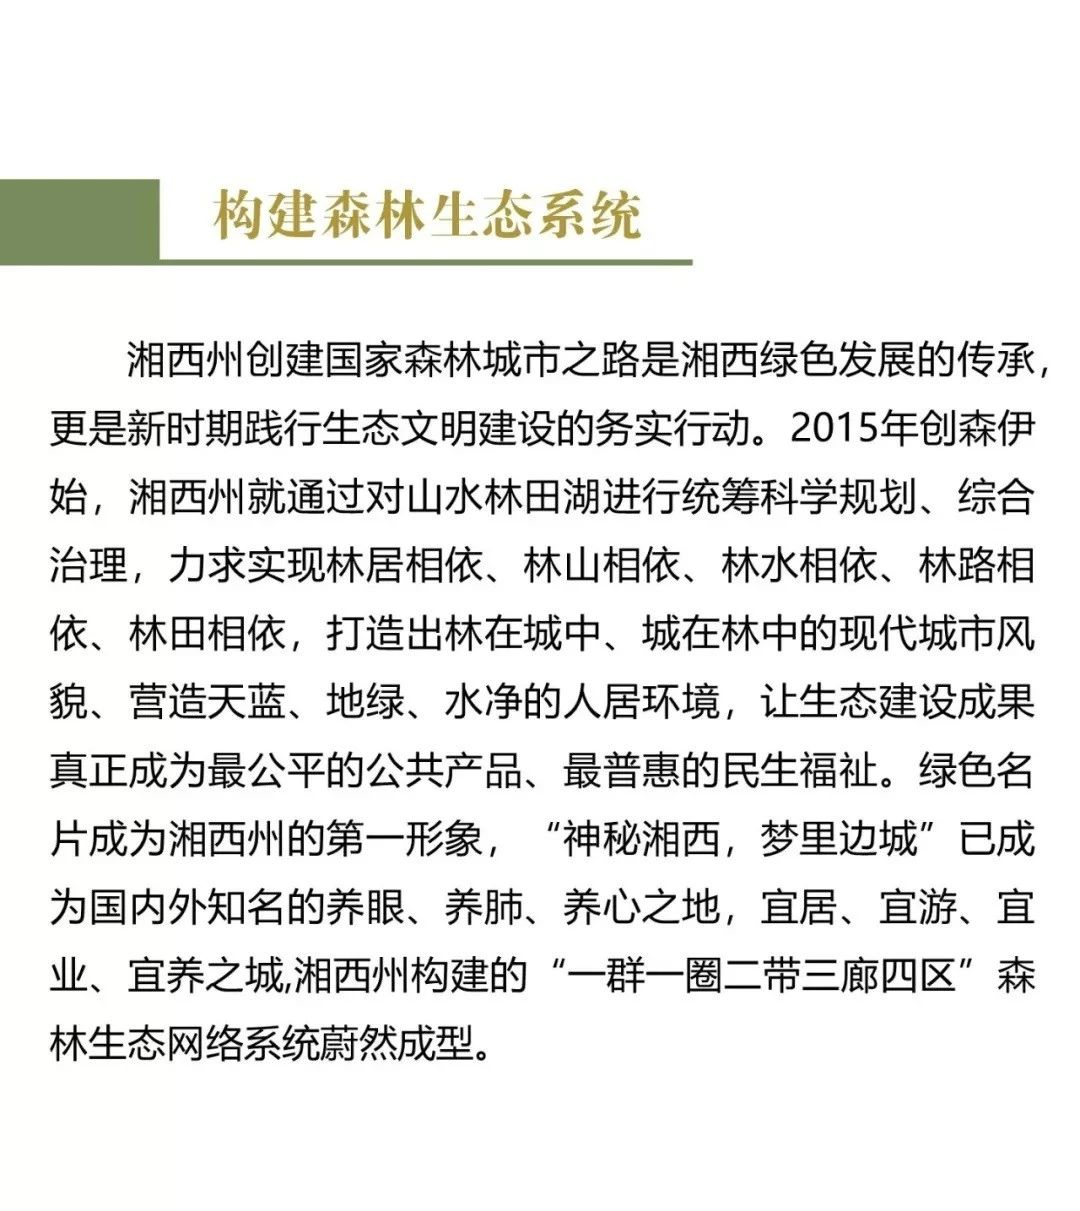 构建森林生态系统
湘西州创建国家森林城市之路是湘西绿色发展的传承，
更是新时期践行生态文明建设的务实行动。2015年创森伊
始，湘西州就通过对山水林田湖进行统筹科学规划、综合
治理，力求实现林居相依、林山相依、林水相依、林路相
依、林田相依，打造出林在城中、城在林中的现代城市风
貌、营造天蓝、地绿、水净的人居环境，让生态建设成果
真正成为最公平的公共产品、最普惠的民生福祉。绿色名
片成为湘西州的第一形象，“神秘湘西，梦里边城”已成
为国内外知名的养眼、养肺、养心之地，宜居、宜游、宜
业、宜养之城,湘西州构建的“一群一圈二带三廊四区”森
林生态网络系统蔚然成型。